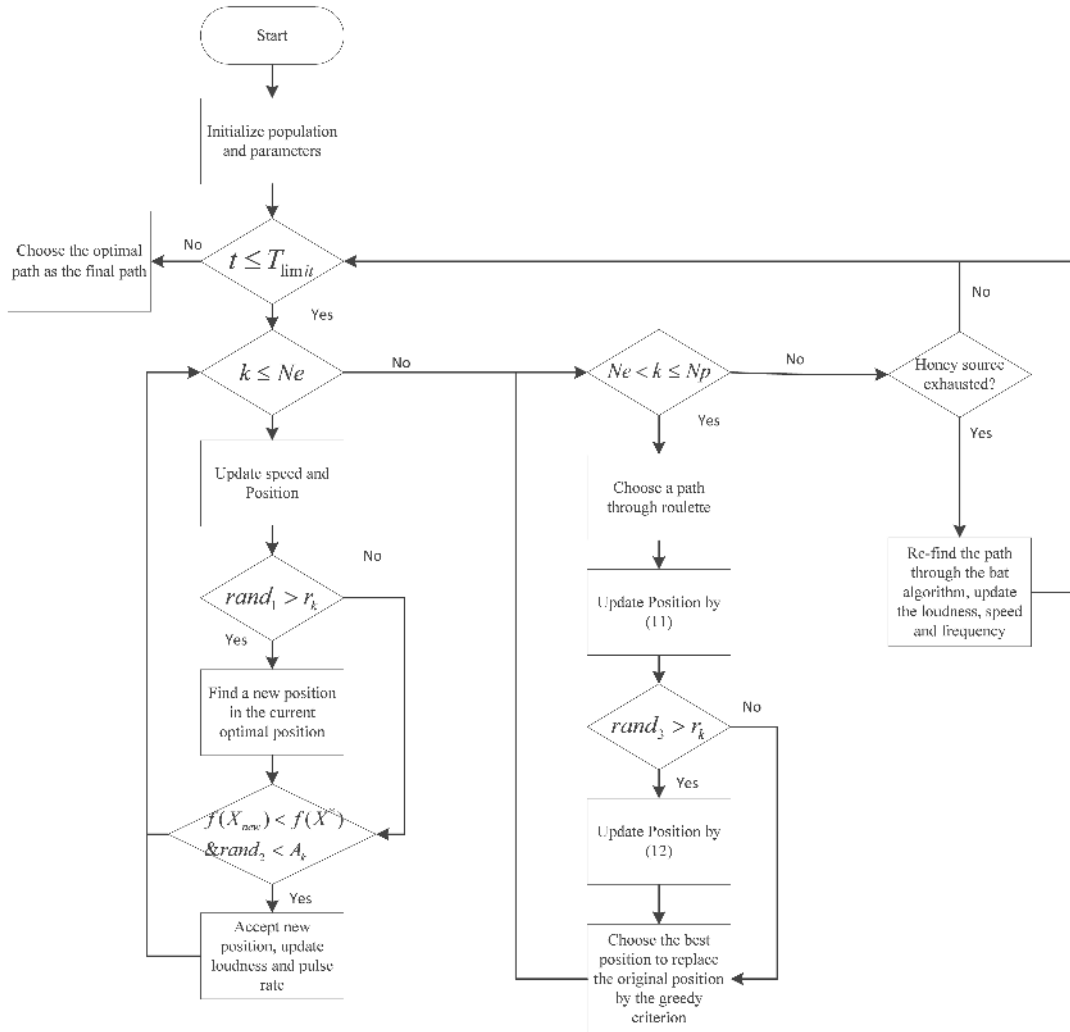 Start
Initialize population
and parameters
Choose the optimal
path as the final path
No
t ≤ T_limit
Yes
k ≤ Ne
No
Update speed and
Position
No
rand_1 > r_k
Yes
Find a new position
in the current
optimal position
f(X_new) < f(X^*)
&rand_2 < A_k
Yes
Accept new
position, update
loudness and pulse
rate
Ne < k ≤ Np
No
Yes
Choose a path
through roulette
Update Position by
(11)
No
rand_3 > r_k
Yes
Update Position by
(12)
Choose the best
position to replace
the original position
by the greedy
criterion
No
Honey source
exhausted?
Yes
Re-find the path
through the bat
algorithm, update
the loudness, speed
and frequency